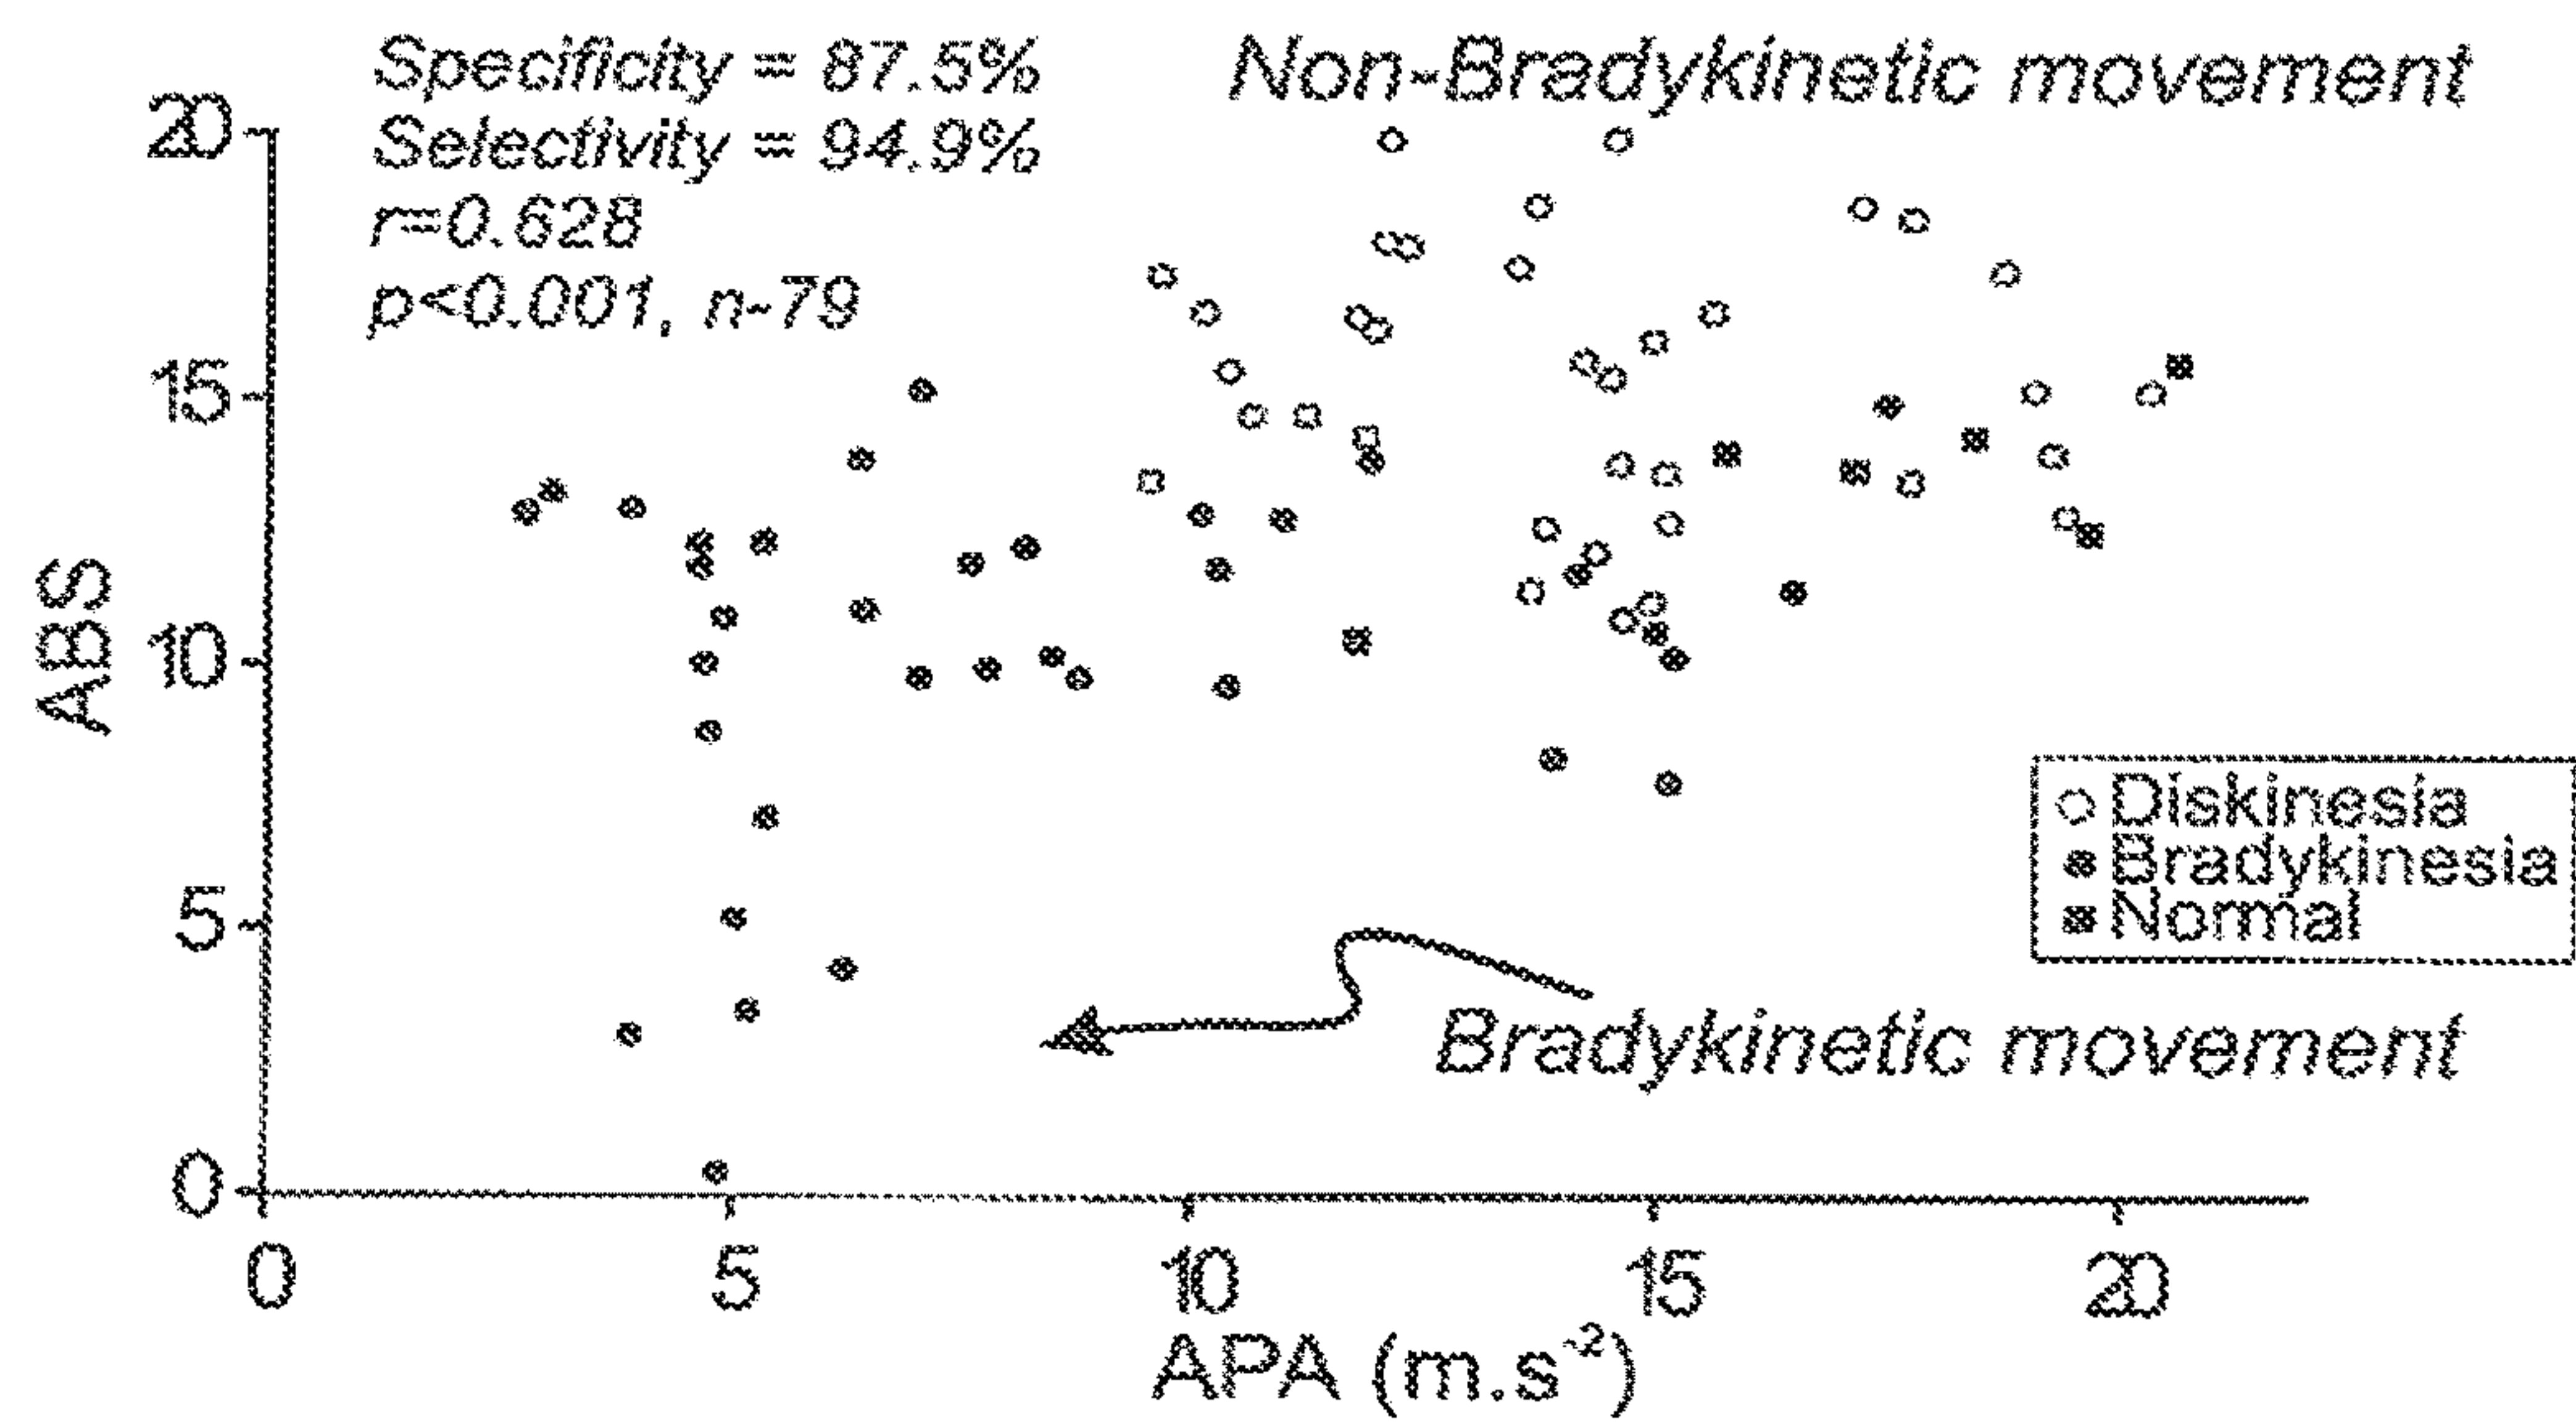 Specificity = 87.5%
Selectivity = 94.9%
r=0.628
p<0.001, n-79
Non-Bradykinetic movement
20
15
10
5
0
ABS
Diskinesia
Bradykinesia
Normal
Bradykinetic movement
0 5 10 15 20
APA (m.s⁻²)